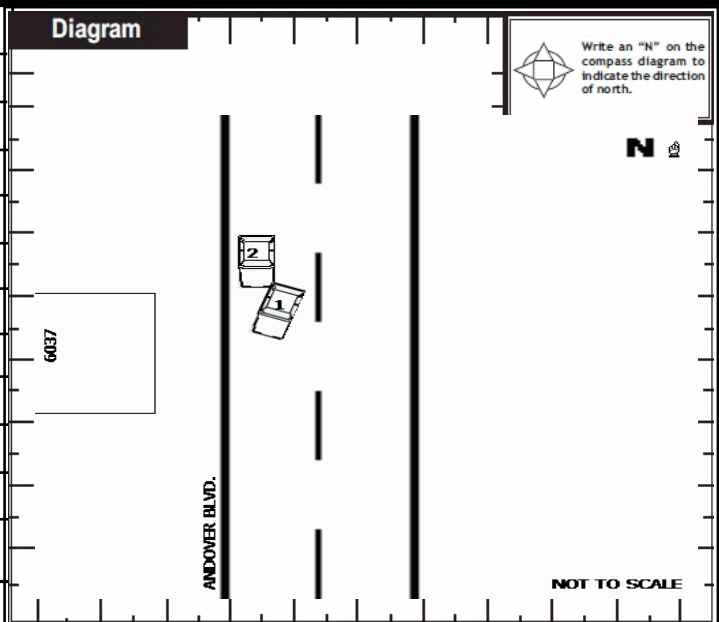 Diagram
Write an “N” on the
compass diagram to
indicate the direction
of north.
N
2
1
6037
ANDOVER BLVD.
NOT TO SCALE